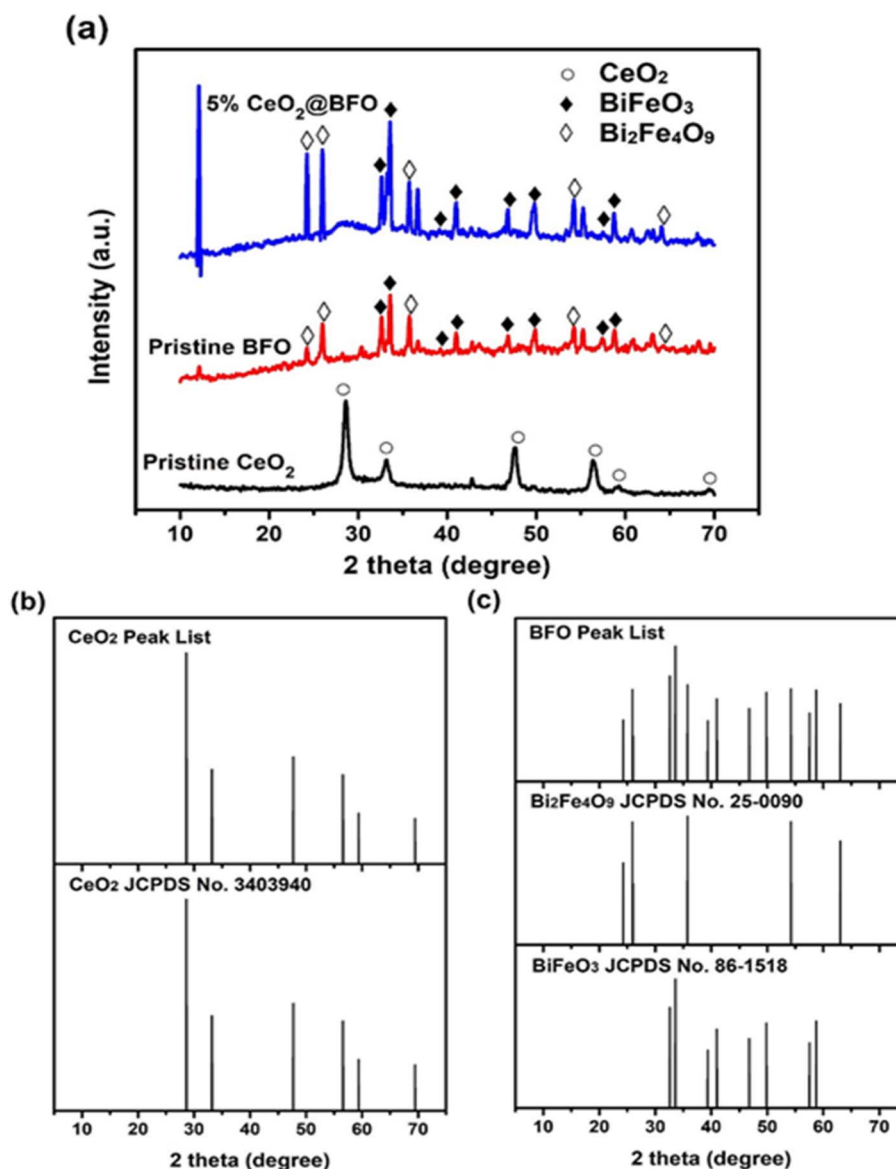 (a)
5% CeO₂@BFO
CeO₂
BiFeO₃
Bi₂Fe₄O₉
Pristine BFO
Pristine CeO₂
Intensity (a.u.)
10 20 30 40 50 60 70
2 theta (degree)
(b)
CeO₂ Peak List
CeO₂ JCPDS No. 3403940
10 20 30 40 50 60 70
2 theta (degree)
(c)
BFO Peak List
Bi₂Fe₄O₉ JCPDS No. 25-0090
BiFeO₃ JCPDS No. 86-1518
10 20 30 40 50 60 70
2 theta (degree)